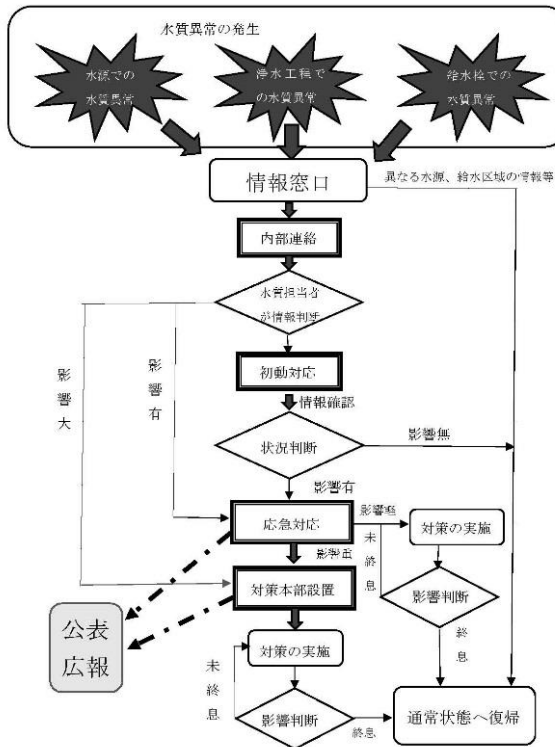 水質異常の発生
水源での
水質異常
浄水工程で
の水質異常
給水栓での
水質異常
情報窓口
異なる水源、給水区域の情報等
内部連絡
水質担当者
が情報判断
影響大
影響有
初動対応
情報確認
状況判断
影響無
影響有
応急対応
影響軽
対策の実施
未終息
影響重
対策本部設置
影響判断
終息
公表
広報
対策の実施
未終息
影響判断
終息
通常状態へ復帰